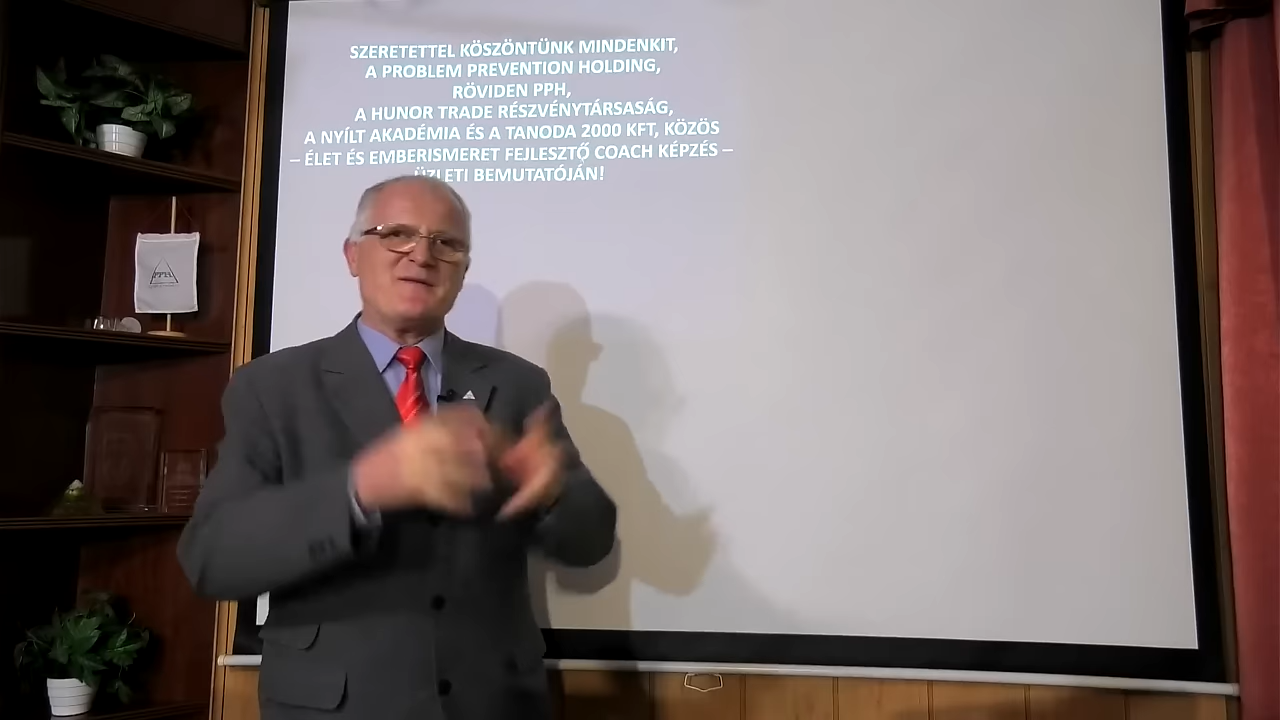 SZERETETTEL KÖSZÖNTÜNK MINDENKIT,
A PROBLEM PREVENTION HOLDING,
RÖVIDEN PPH,
A HUNOR TRADE RÉSZVÉNYTÁRSASÁG,
A NYÍLT AKADÉMIA ÉS A TANODA 2000 KFT, KÖZÖS
– ÉLET ÉS EMBERISMERET FEJLESZTŐ COACH KÉPZÉS –
ÜZLETI BEMUTATÓJÁN!